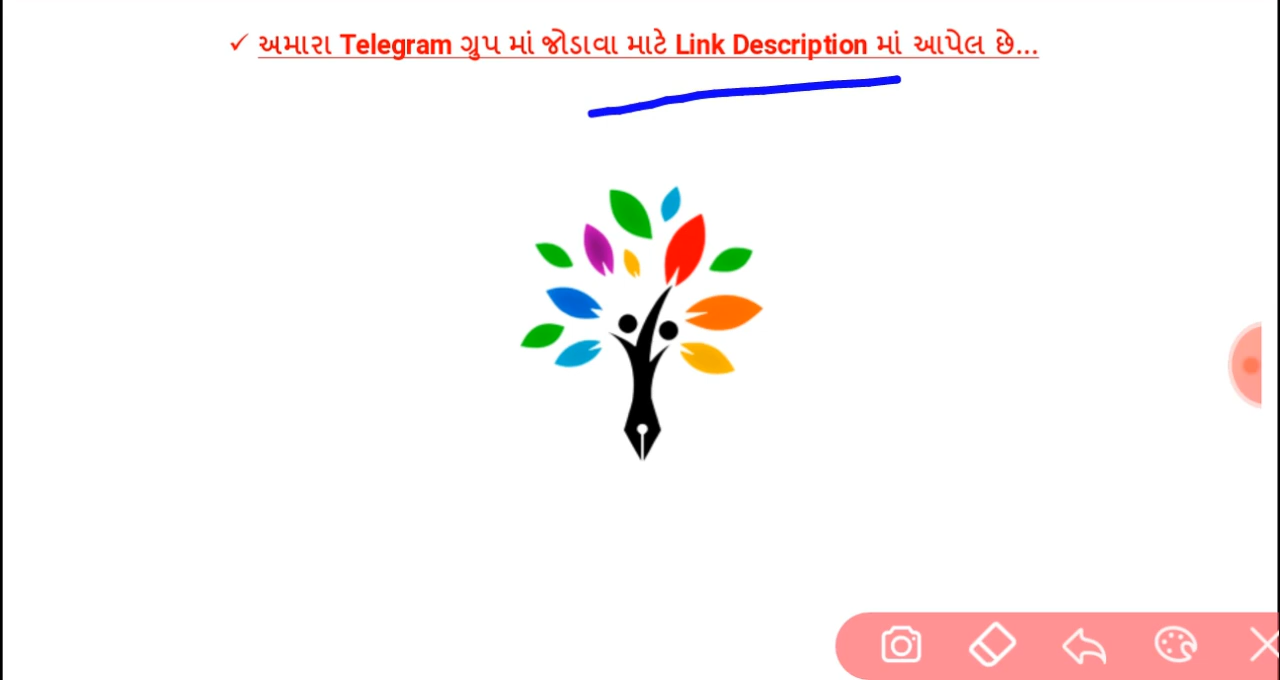 ✓ અમારા Telegram ગ્રુપ માં જોડાવા માટે Link Description માં આપેલ છે...